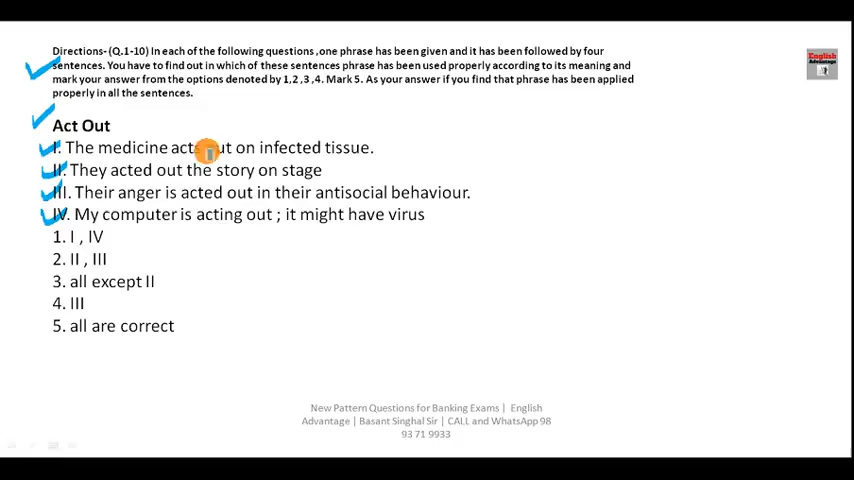 Directions- (Q.1-10) In each of the following questions ,one phrase has been given and it has been followed by four
sentences. You have to find out in which of these sentences phrase has been used properly according to its meaning and
mark your answer from the options denoted by 1,2 ,3 ,4. Mark 5. As your answer if you find that phrase has been applied
properly in all the sentences.
English
Advantage
Act Out
I. The medicine acts out on infected tissue.
II. They acted out the story on stage
III. Their anger is acted out in their antisocial behaviour.
IV. My computer is acting out ; it might have virus
1. I , IV
2. II , III
3. all except II
4. III
5. all are correct
New Pattern Questions for Banking Exams | English
Advantage | Basant Singhal Sir | CALL and WhatsApp 98
93 71 9933